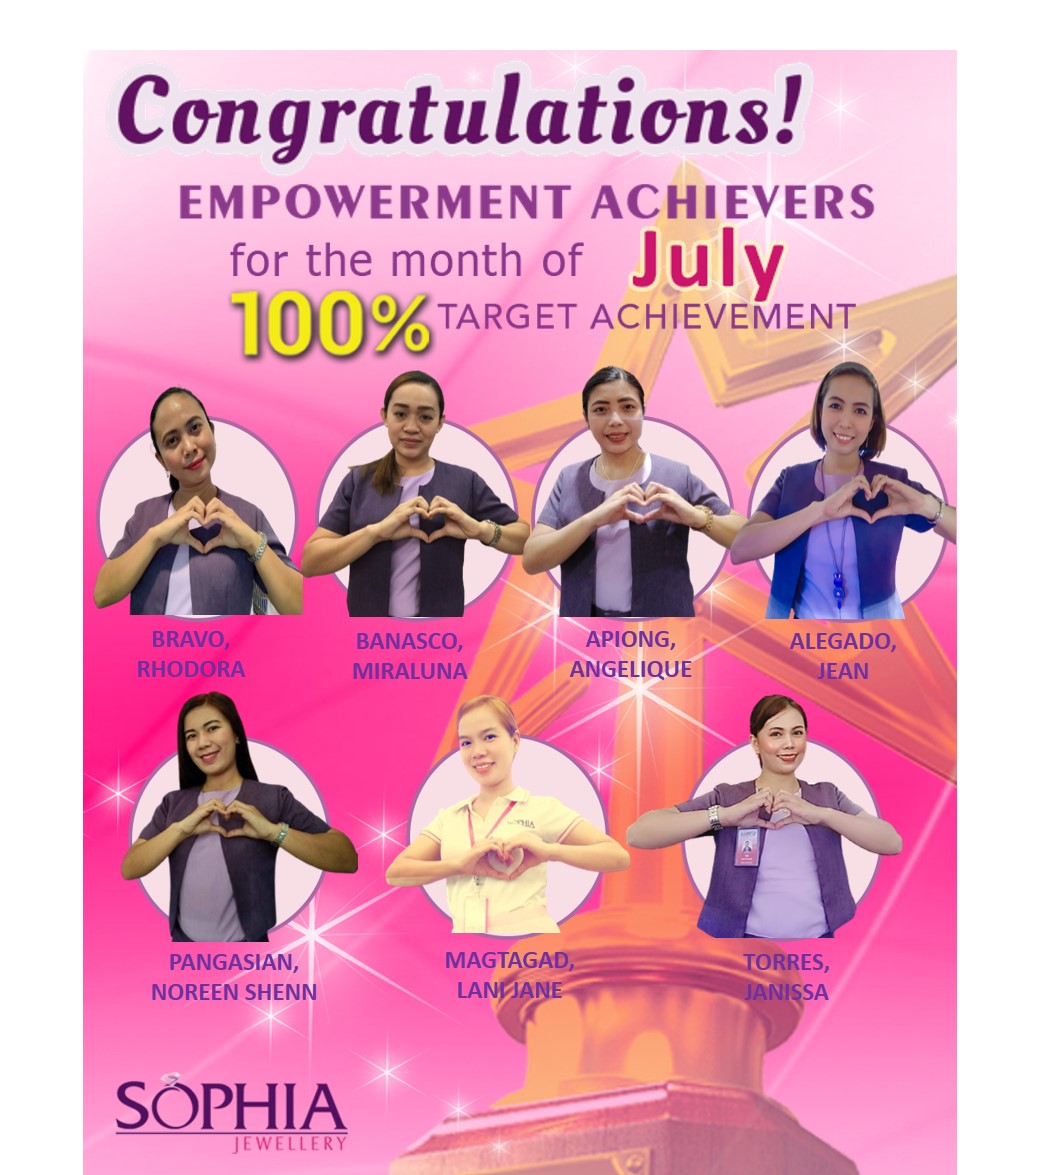 Congratulations!
EMPOWERMENT ACHIEVERS
for the month of July
100% TARGET ACHIEVEMENT
BRAVO,
RHODORA
BANASCO,
MIRALUNA
APIONG,
ANGELIQUE
ALEGADO,
JEAN
PANGASIAN,
NOREEN SHENN
MAGTAGAD,
LANI JANE
TORRES,
JANISSA
SOPHIA
JEWELLERY